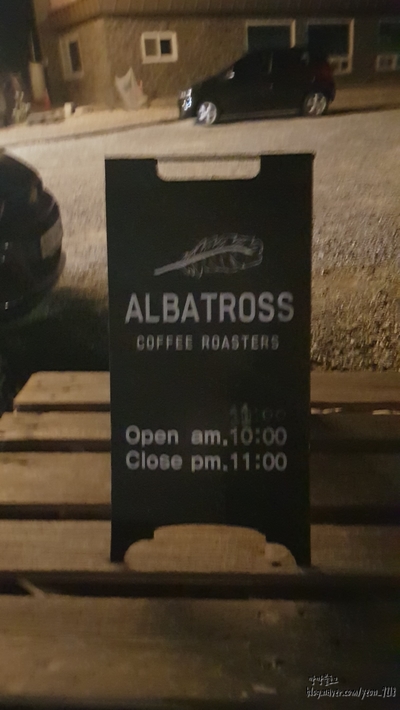 ALBATROSS
COFFEE ROASTERS
Open am.10:00
Close pm.11:00